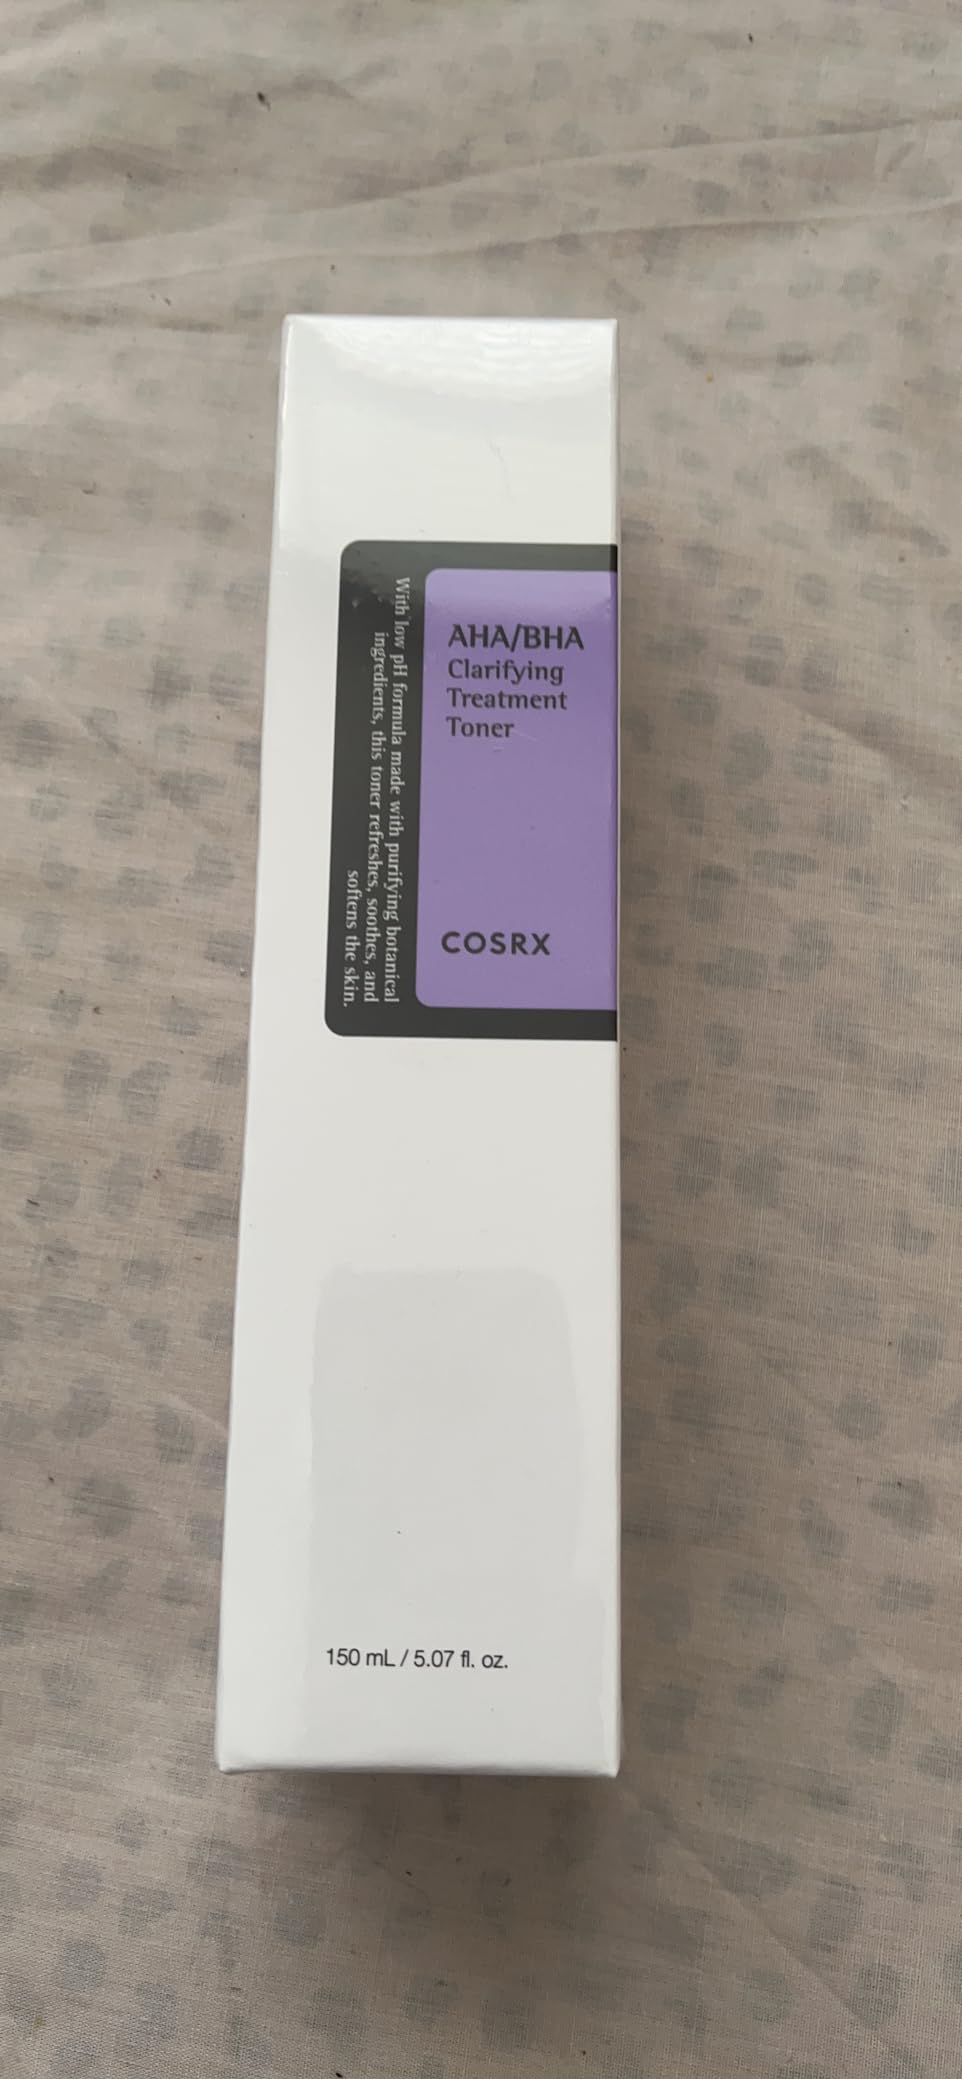 AHA/BHA
Clarifying
Treatment
Toner
COSRX
With low pH formula made with purifying botanical
ingredients, this toner refreshes, soothes, and
softens the skin.
150 mL / 5.07 fl. oz.